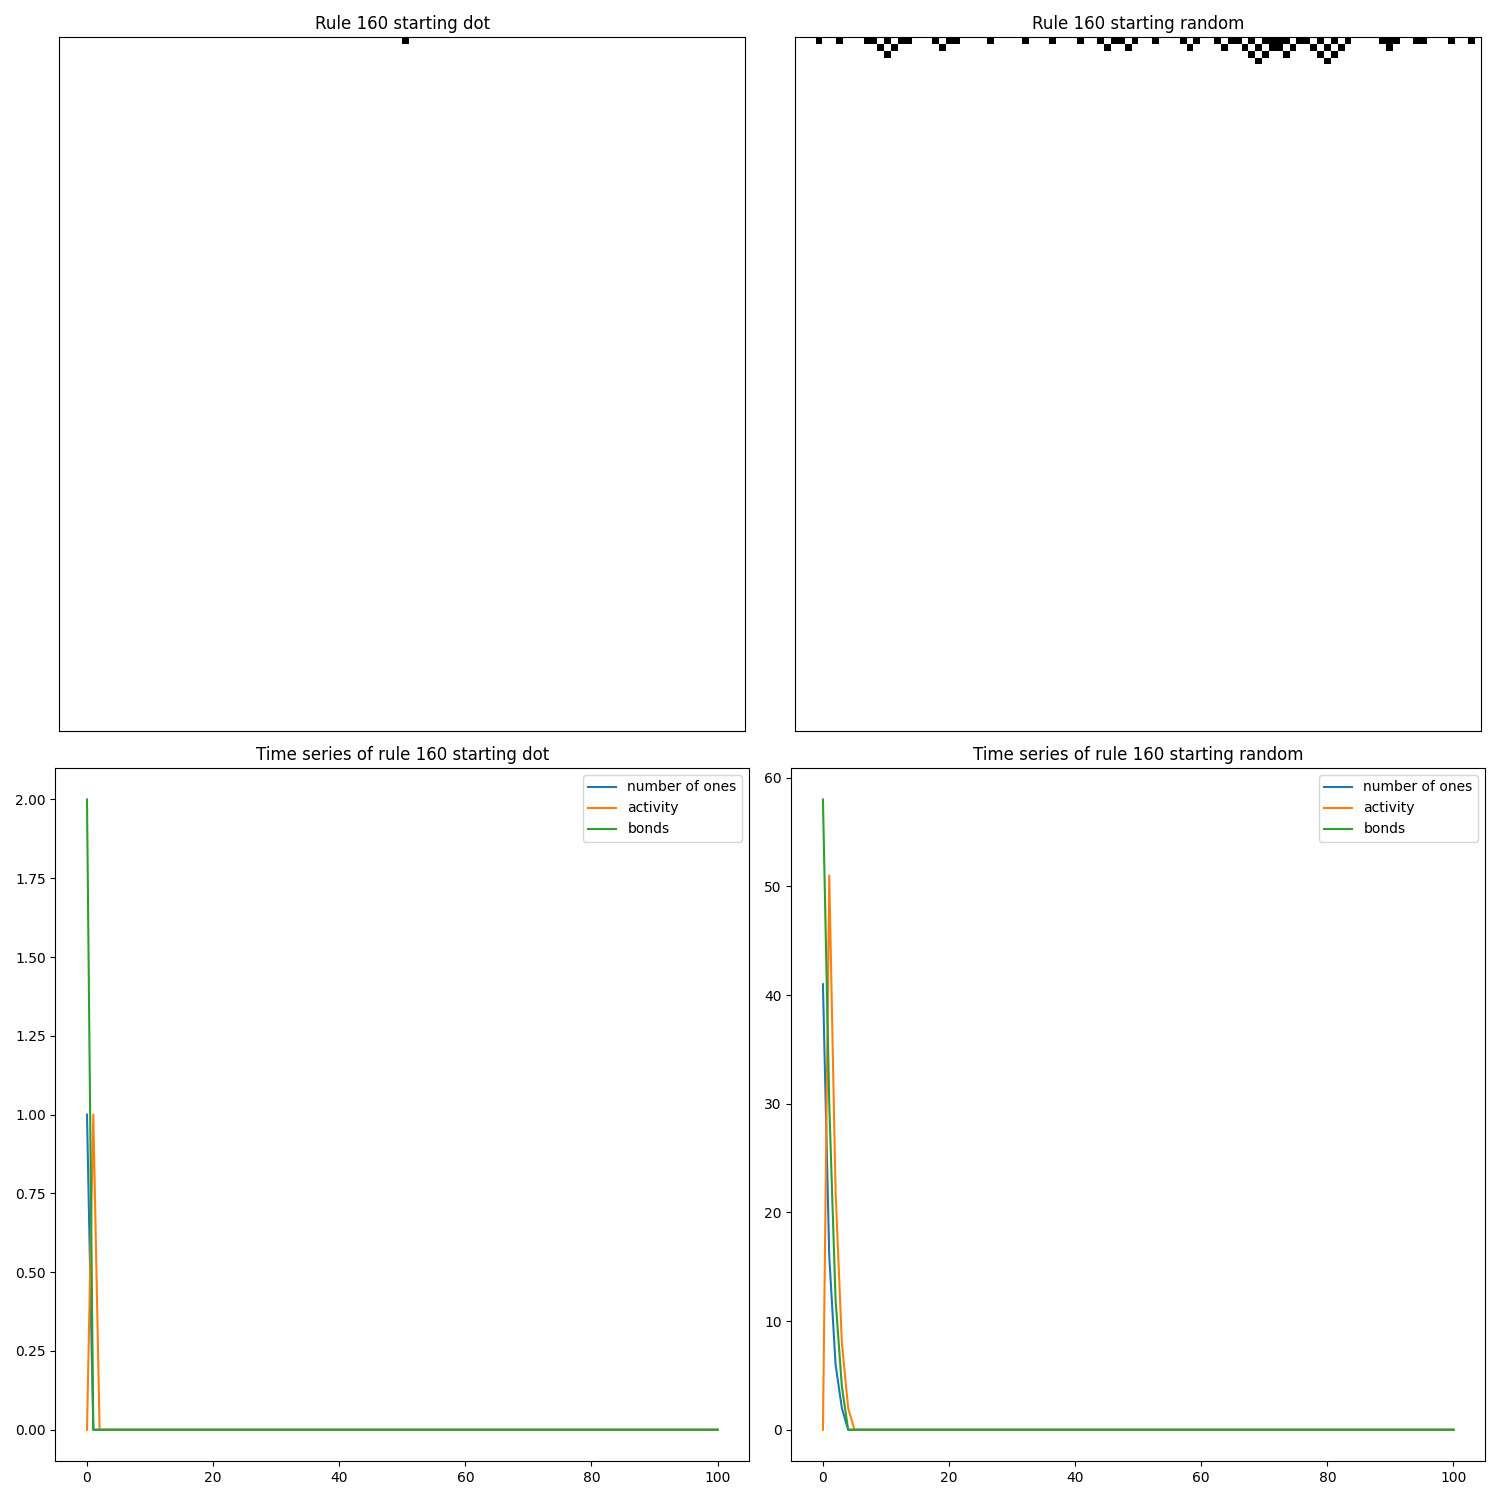 Rule 160 starting dot
Rule 160 starting random
Time series of rule 160 starting dot
number of ones
activity
bonds
2.00
1.75
1.50
1.25
1.00
0.75
0.50
0.25
0.00
0 20 40 60 80 100
Time series of rule 160 starting random
number of ones
activity
bonds
60
50
40
30
20
10
0
0 20 40 60 80 100